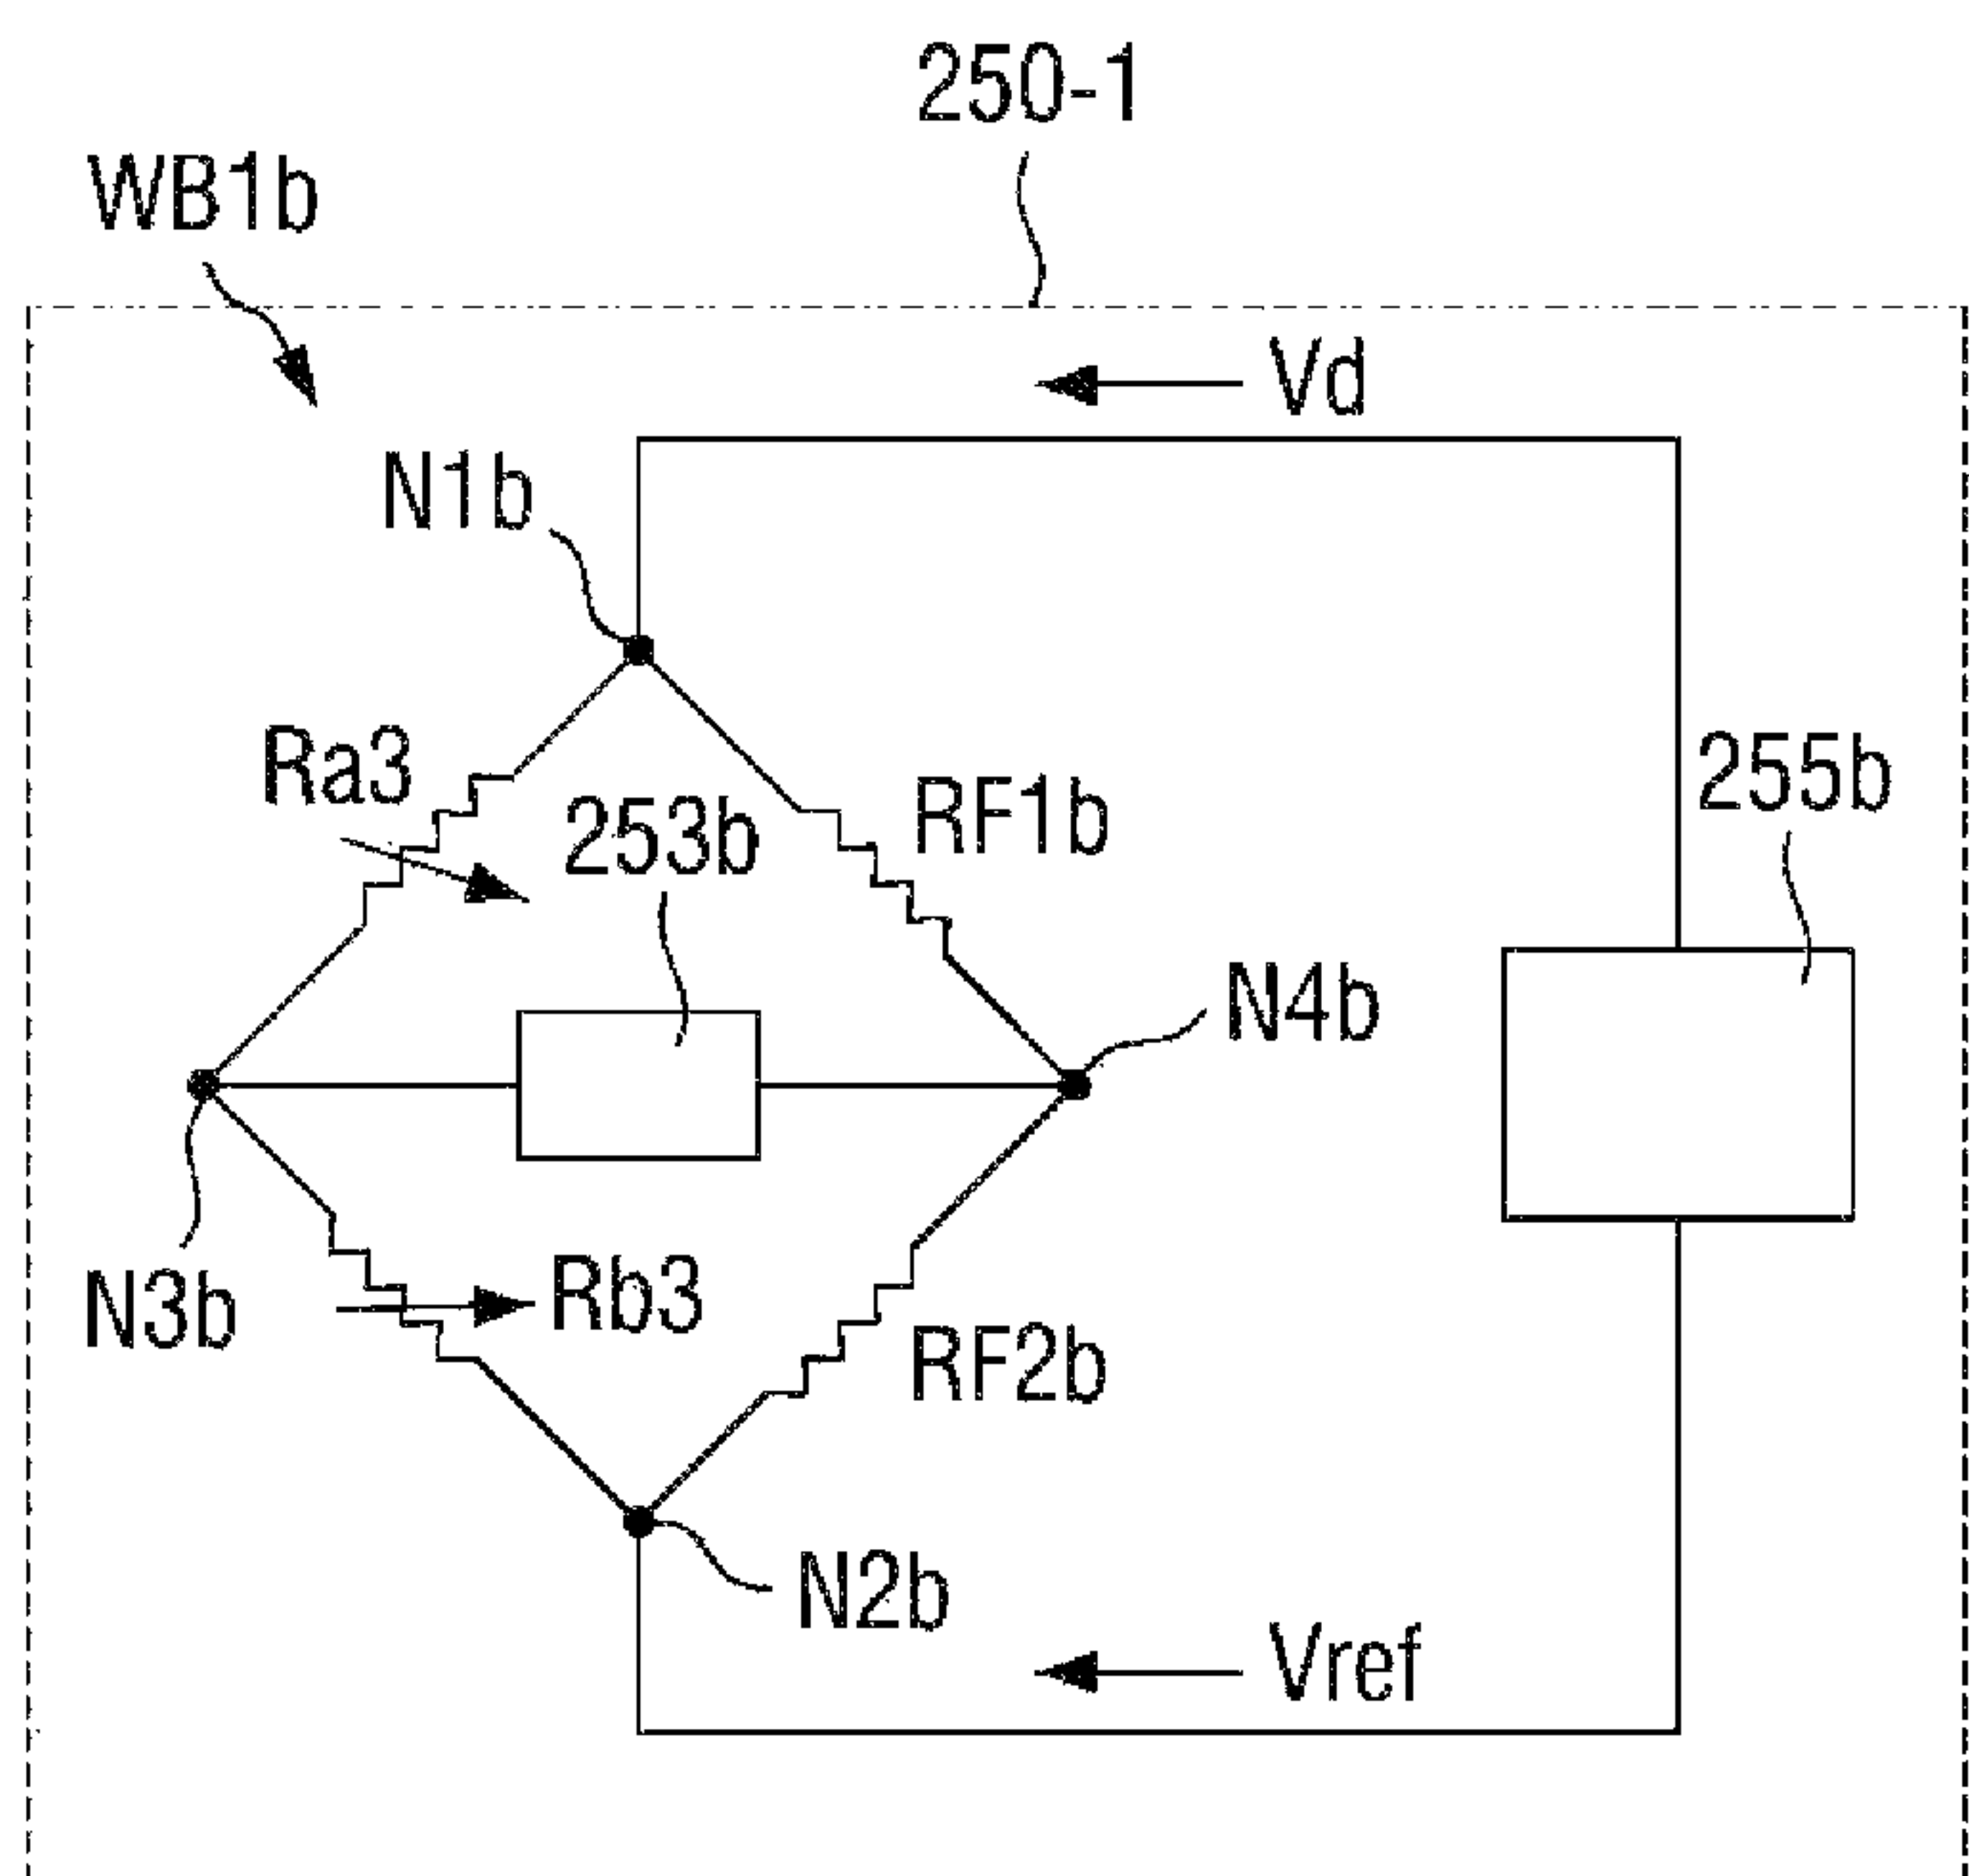 250-1
WB1b
Vd
N1b
Ra3
253b
RF1b
255b
N4b
N3b
Rb3
RF2b
N2b
Vref